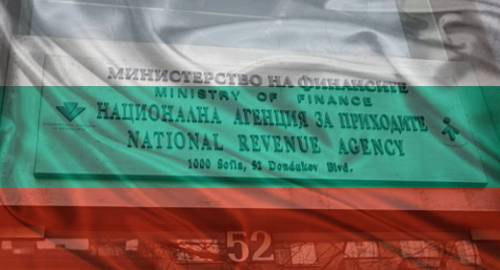 МИНИСТЕРСТВО НА ФИНАНСИТЕ
MINISTRY OF FINANCE
НАЦИОНАЛНА АГЕНЦИЯ ЗА ПРИХОДИТЕ
NATIONAL REVENUE AGENCY
1000 Sofia, 52 Dondukov Blvd.
52